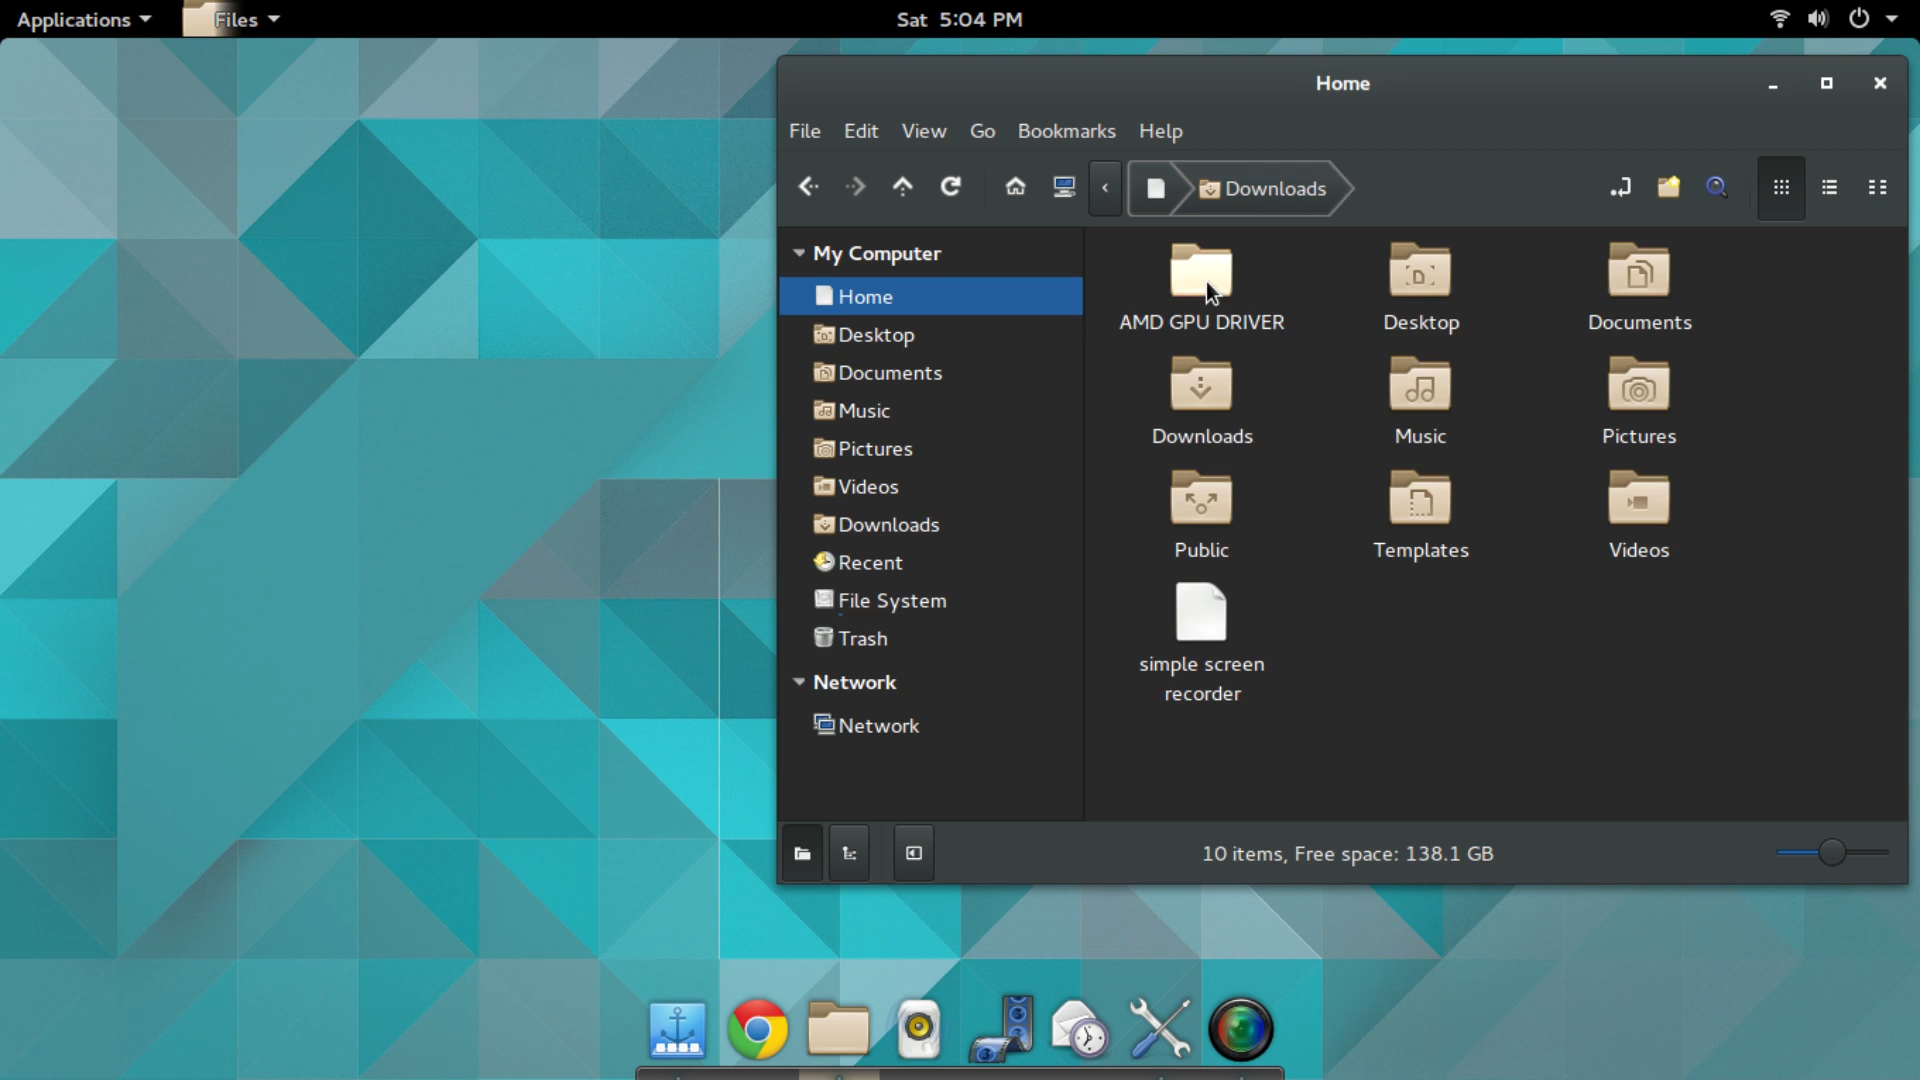 Applications
Files
Sat 5:04 PM
Home
File Edit View Go Bookmarks Help
Downloads
My Computer
Home
Desktop
Documents
Music
Pictures
Videos
Downloads
Recent
File System
Trash
Network
Network
AMD GPU DRIVER
Desktop
Documents
Downloads
Music
Pictures
Public
Templates
Videos
simple screen
recorder
10 items, Free space: 138.1 GB